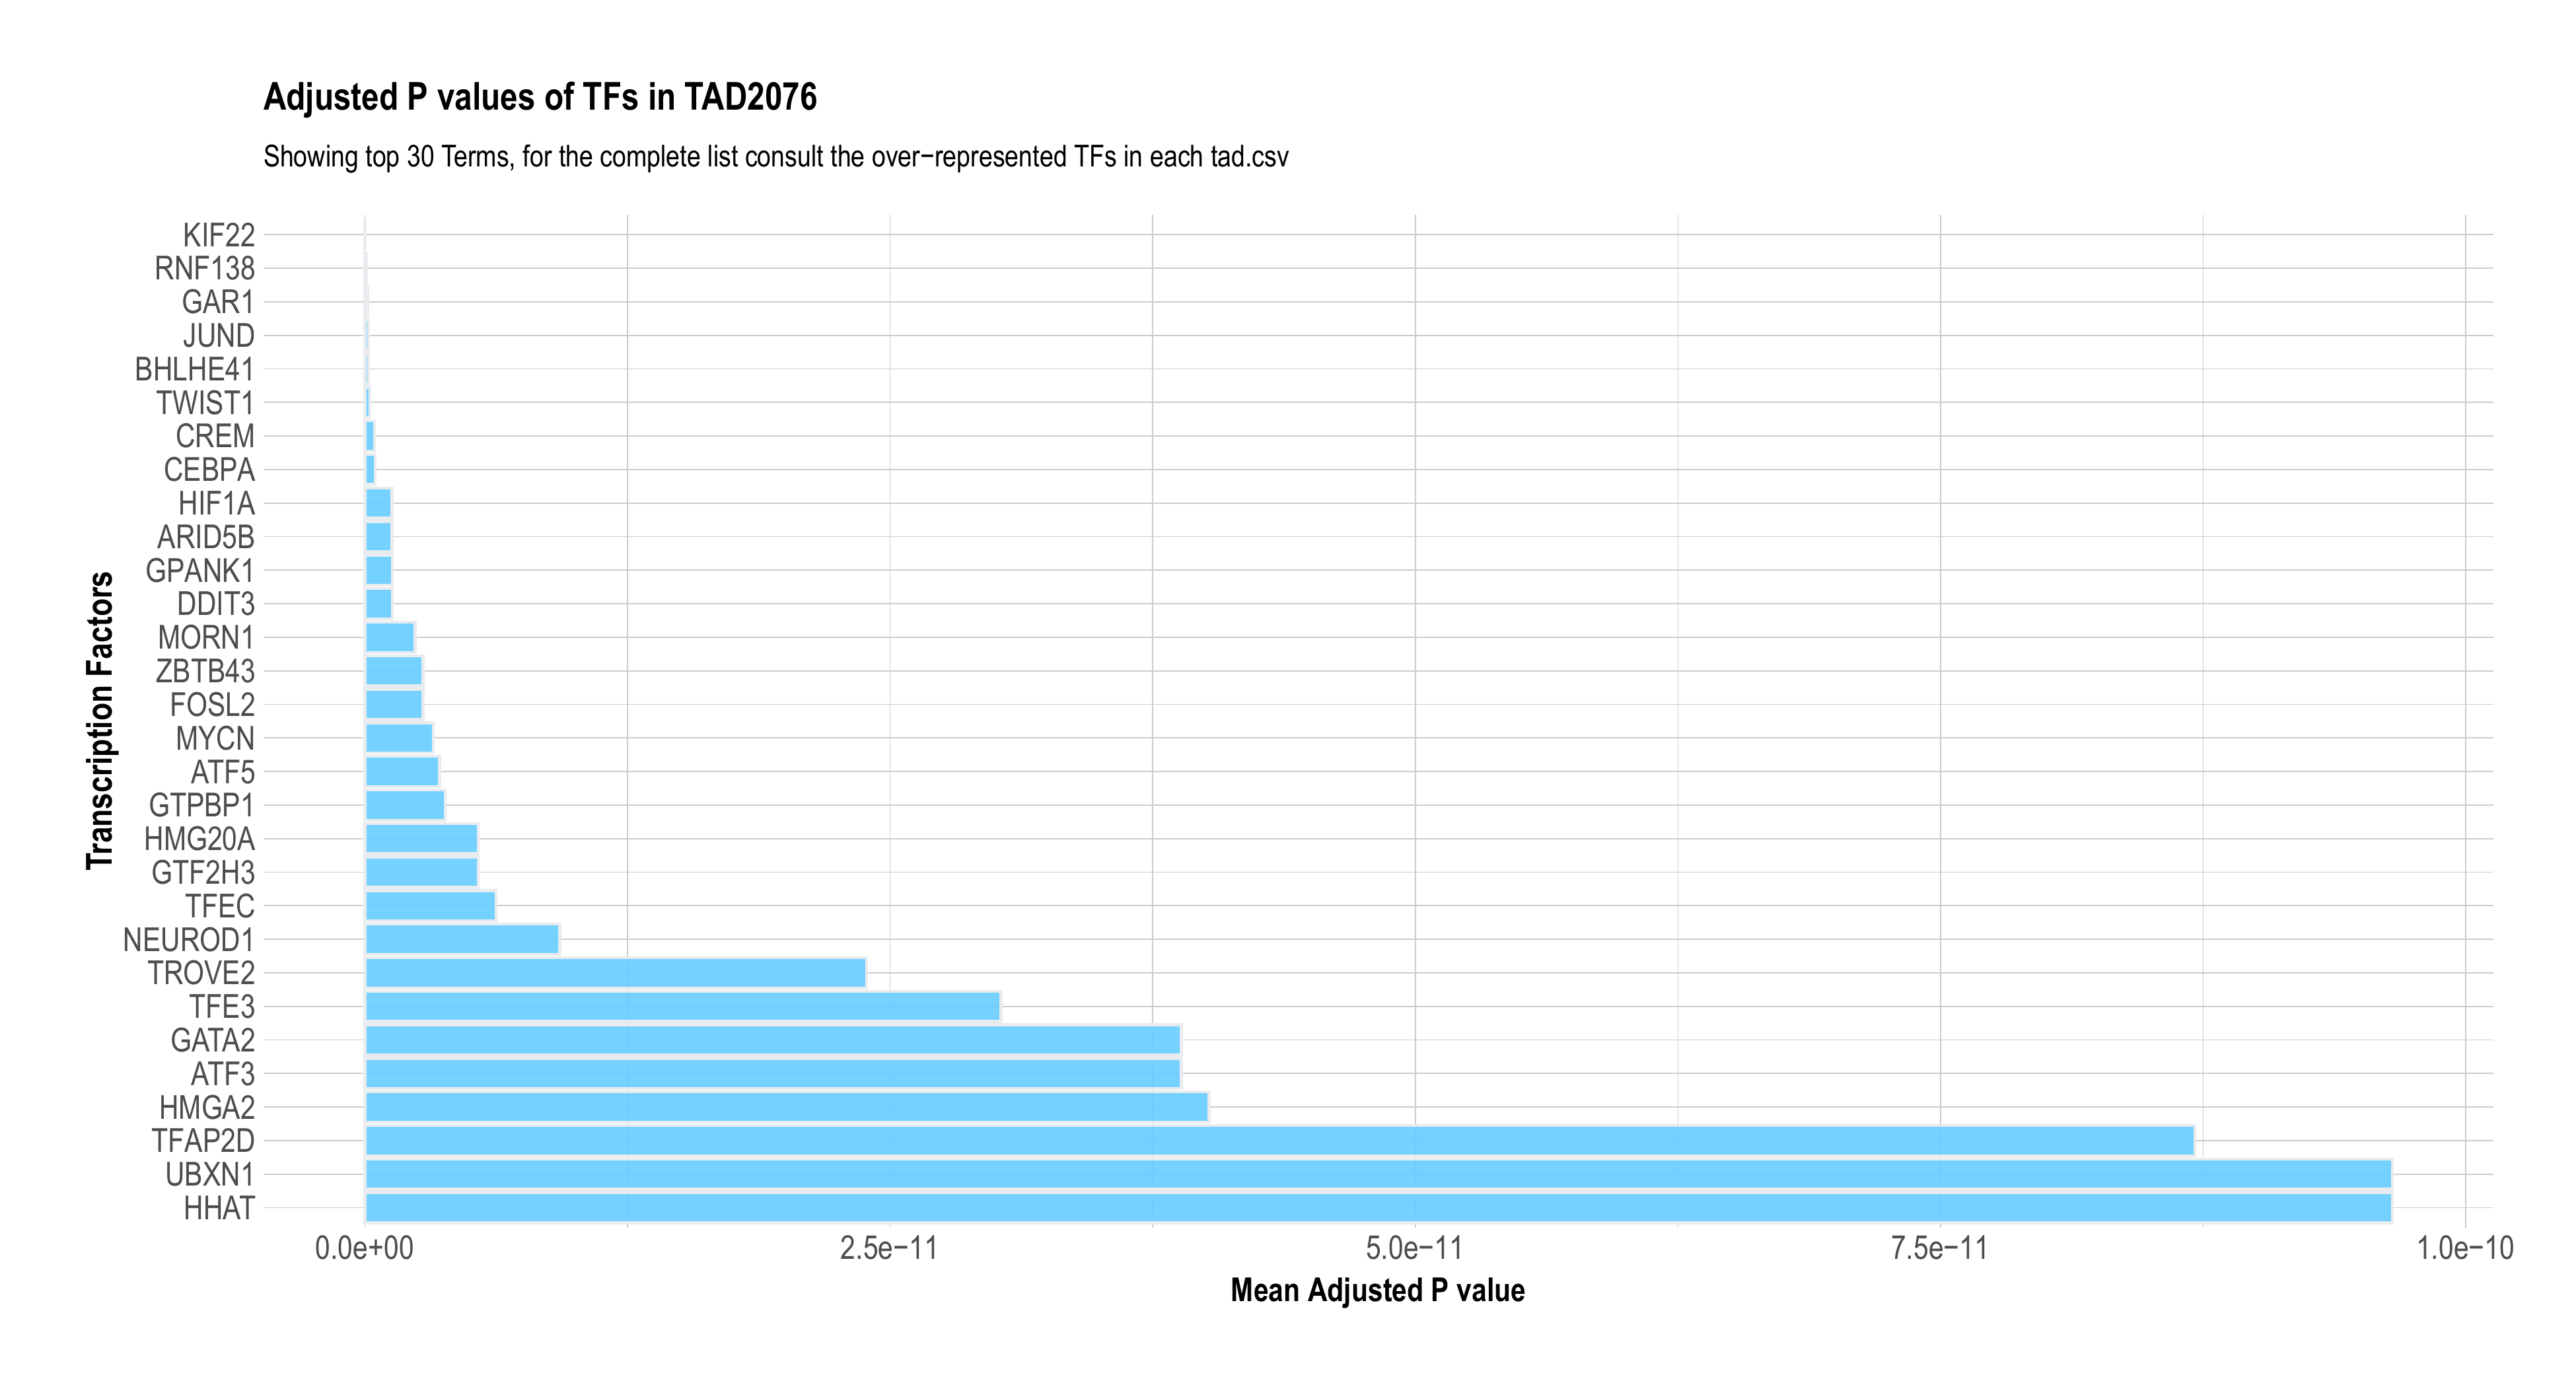 Adjusted P values of TFs in TAD2076
Showing top 30 Terms, for the complete list consult the over−represented TFs in each tad.csv
Transcription Factors
KIF22
RNF138
GAR1
JUND
BHLHE41
TWIST1
CREM
CEBPA
HIF1A
ARID5B
GPANK1
DDIT3
MORN1
ZBTB43
FOSL2
MYCN
ATF5
GTPBP1
HMG20A
GTF2H3
TFEC
NEUROD1
TROVE2
TFE3
GATA2
ATF3
HMGA2
TFAP2D
UBXN1
HHAT
0.0e+00 2.5e−11 5.0e−11 7.5e−11 1.0e−10
Mean Adjusted P value